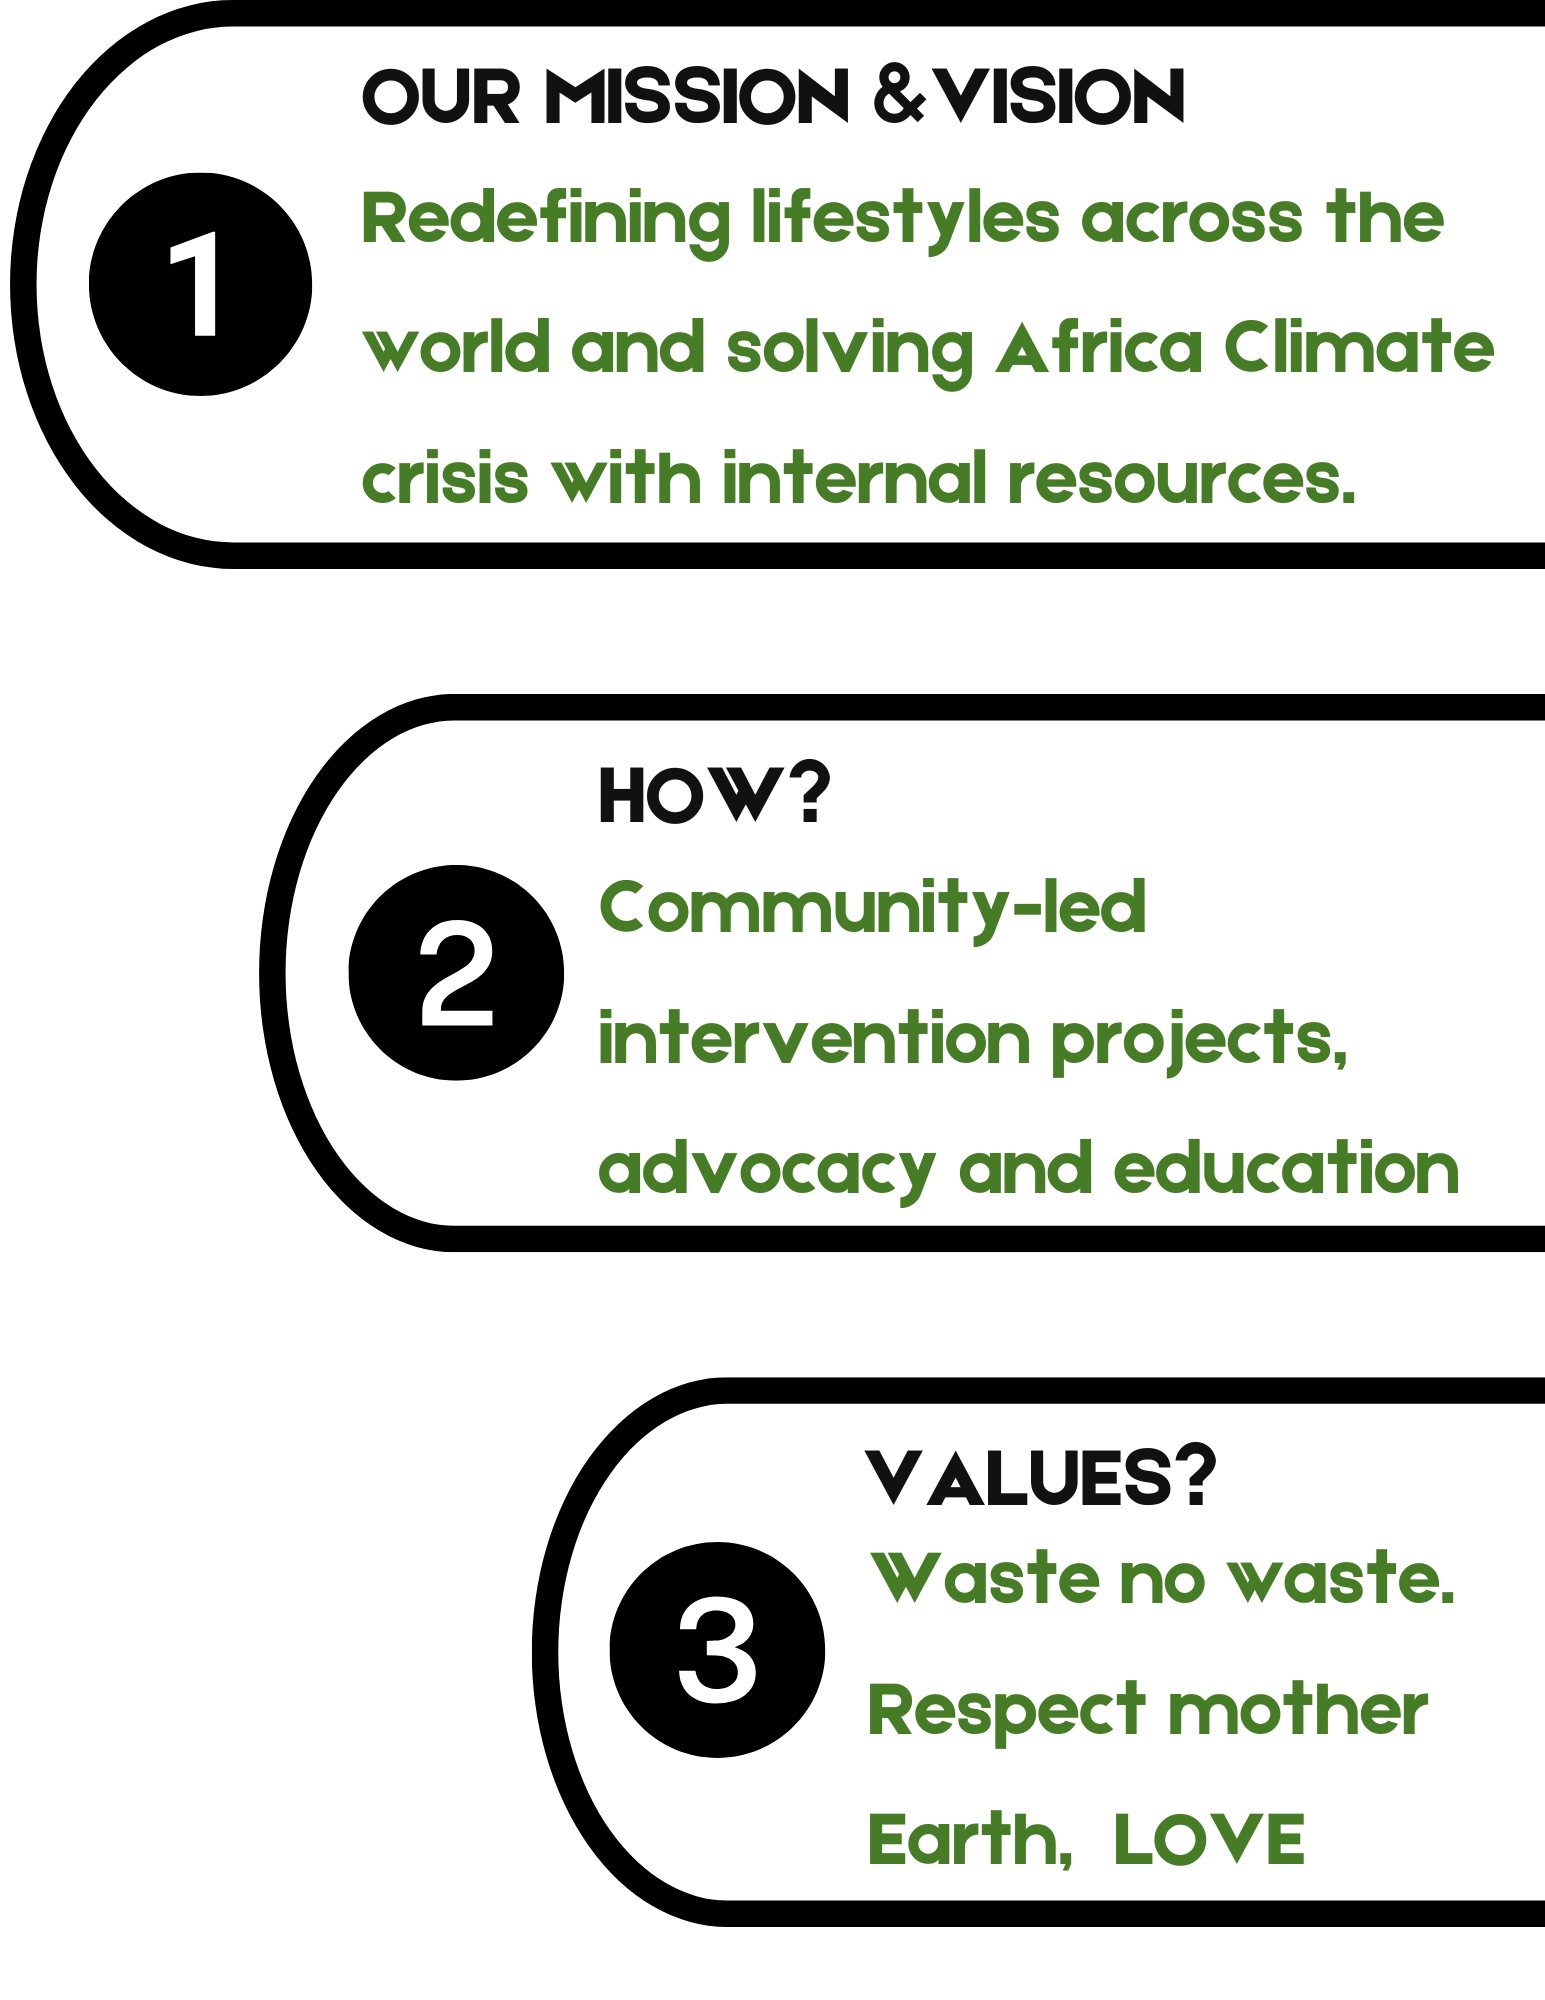 OUR MISSION &VISION
1
Redefining lifestyles across the
world and solving Africa Climate
crisis with internal resources.
HOW?
2
Community-led
intervention projects,
advocacy and education
VALUES?
3
Waste no waste.
Respect mother
Earth, LOVE